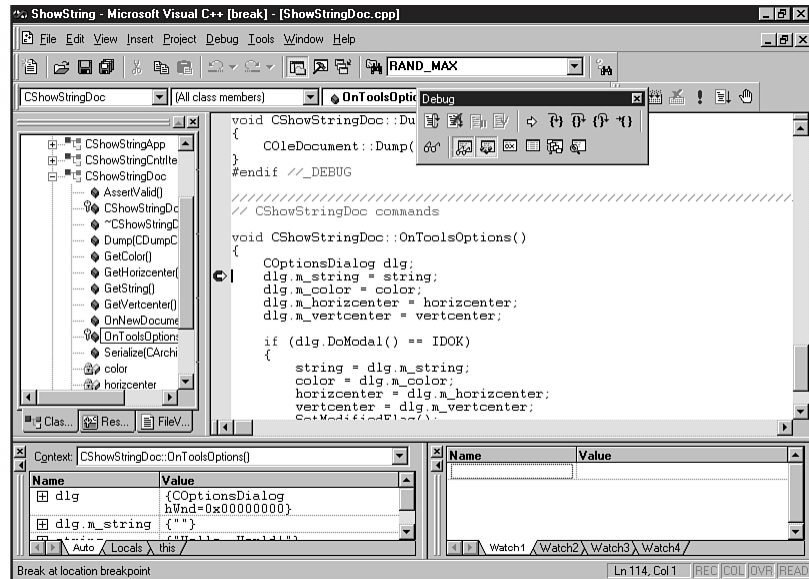 ShowString - Microsoft Visual C++ [break] - [ShowStringDoc.cpp]
File Edit View Insert Project Debug Tools Window Help
RAND_MAX
CShowStringDoc
(All class members)
OnToolsOptio
Debug
CShowStringApp
CShowStringCntrIte
CShowStringDoc
AssertValid()
CShowStringDc
~CShowStringD
Dump(CDumpC
GetColor()
GetHorizcenter(
GetString()
GetVertcenter()
OnNewDocume
OnToolsOptions
Serialize(CArchi
color
horizcenter
Clas...
Res...
FileV...
void CShowStringDoc::Du
{
COleDocument::Dump(
}
#endif //_DEBUG
// CShowStringDoc commands
void CShowStringDoc::OnToolsOptions()
{
COptionsDialog dlg;
dlg.m_string = string;
dlg.m_color = color;
dlg.m_horizcenter = horizcenter;
dlg.m_vertcenter = vertcenter;
if (dlg.DoModal() == IDOK)
{
string = dlg.m_string;
color = dlg.m_color;
horizcenter = dlg.m_horizcenter;
vertcenter = dlg.m_vertcenter;
SetModifiedFlag();
Context: CShowStringDoc::OnToolsOptions()
Name Value
dlg {COptionsDialog
hWnd=0x00000000}
dlg.m_string {""}
string {"Hello, World!"}
Auto Locals this
Name Value
Watch1 Watch2 Watch3 Watch4
Break at location breakpoint
Ln 114, Col 1 REC COL OVR READ